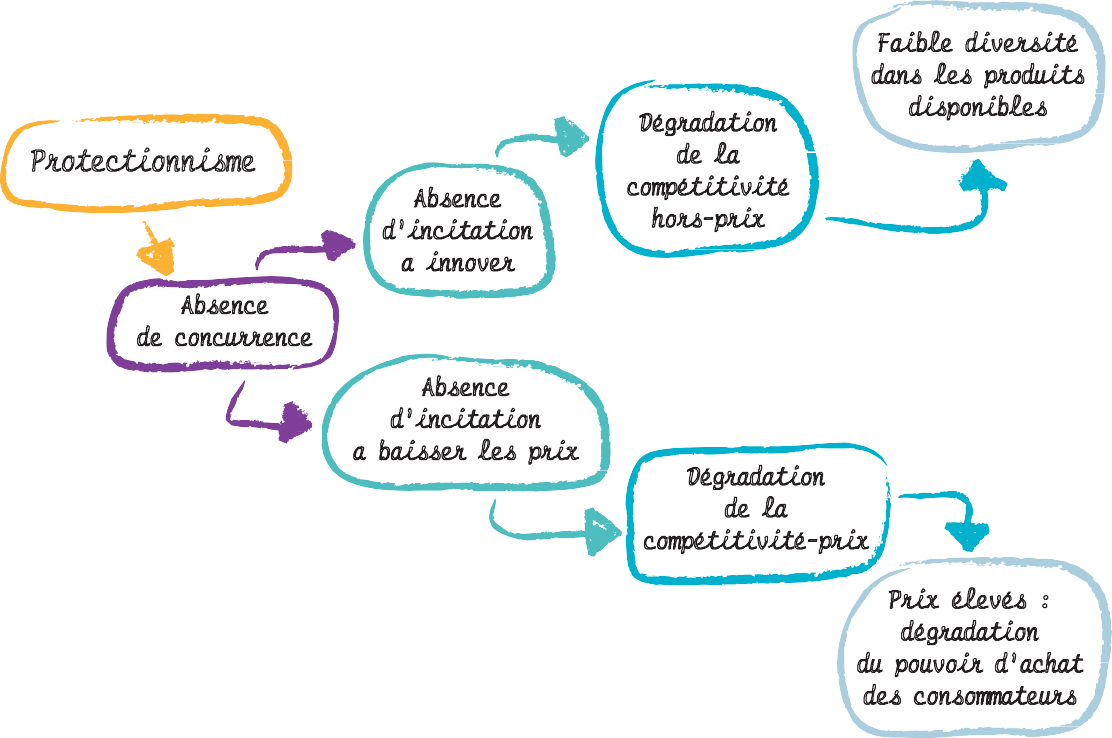 Protectionnisme
Absence
de concurrence
Absence
d'incitation
a innover
Dégradation
de la
compétitivité
hors-prix
Faible diversité
dans les produits
disponibles
Absence
d'incitation
a baisser les prix
Dégradation
de la
compétitivité-prix
Prix élevés :
dégradation
du pouvoir d'achat
des consommateurs